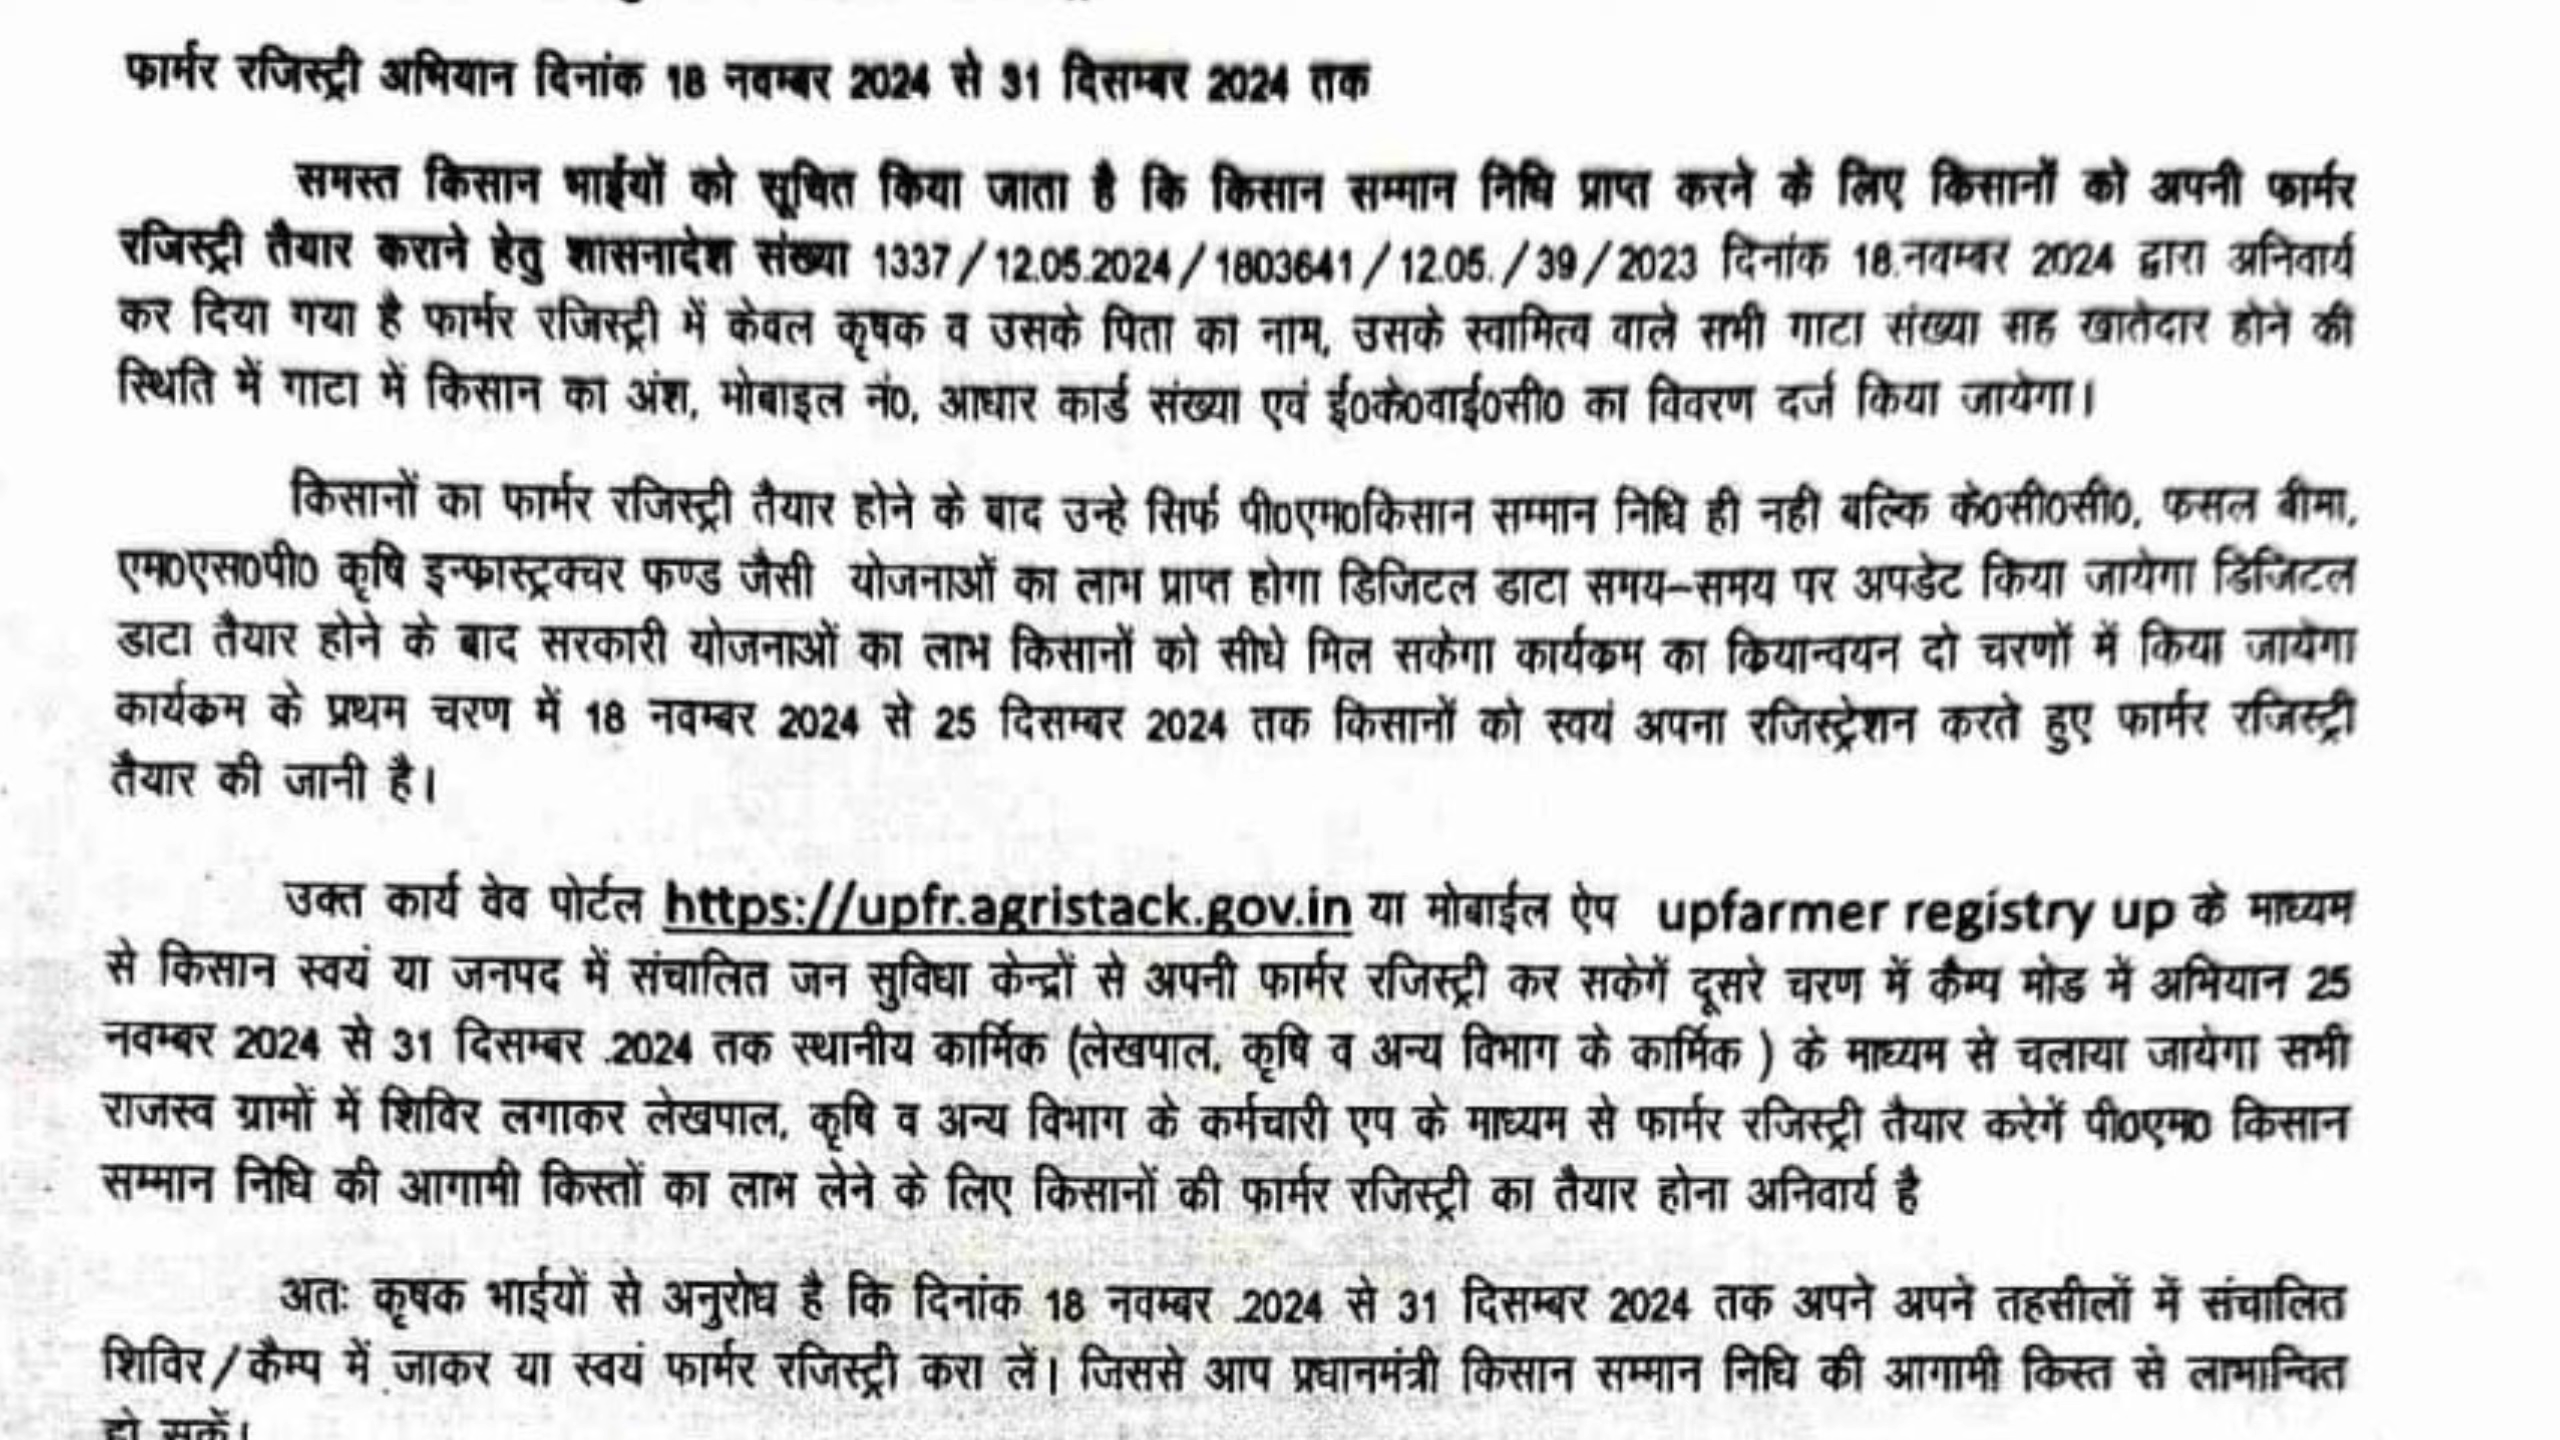 फार्मर रजिस्ट्री अभियान दिनांक 18 नवम्बर 2024 से 31 दिसम्बर 2024 तक
समस्त किसान भाईयों को सूचित किया जाता है कि किसान सम्मान निधि प्राप्त करने के लिए किसानों को अपनी फार्मर
रजिस्ट्री तैयार कराने हेतु शासनादेश संख्या 1337/12.05.2024/1803641/12.05./39/2023 दिनांक 18.नवम्बर 2024 द्वारा अनिवार्य
कर दिया गया है फार्मर रजिस्ट्री में केवल कृषक व उसके पिता का नाम, उसके स्वामित्व वाले सभी गाटा संख्या सह खातेदार होने की
स्थिति में गाटा में किसान का अंश, मोबाइल नं0, आधार कार्ड संख्या एवं ई0के0वाई0सी0 का विवरण दर्ज किया जायेगा।
किसानों का फार्मर रजिस्ट्री तैयार होने के बाद उन्हे सिर्फ पी0एम0किसान सम्मान निधि ही नही बल्कि के0सी0सी0, फसल बीमा,
एम0एस0पी0 कृषि इन्फ्रास्ट्रक्चर फण्ड जैसी योजनाओं का लाभ प्राप्त होगा डिजिटल डाटा समय–समय पर अपडेट किया जायेगा डिजिटल
डाटा तैयार होने के बाद सरकारी योजनाओं का लाभ किसानों को सीधे मिल सकेगा कार्यकम का कियान्वयन दो चरणों में किया जायेगा
कार्यकम के प्रथम चरण में 18 नवम्बर 2024 से 25 दिसम्बर 2024 तक किसानों को स्वयं अपना रजिस्ट्रेशन करते हुए फार्मर रजिस्ट्री
तैयार की जानी है।
उक्त कार्य वेव पोर्टल https://upfr.agristack.gov.in या मोबाईल ऐप upfarmer registry up के माध्यम
से किसान स्वयं या जनपद में संचालित जन सुविधा केन्द्रों से अपनी फार्मर रजिस्ट्री कर सकेगें दूसरे चरण में कैम्प मोड में अभियान 25
नवम्बर 2024 से 31 दिसम्बर .2024 तक स्थानीय कार्मिक (लेखपाल, कृषि व अन्य विभाग के कार्मिक ) के माध्यम से चलाया जायेगा सभी
राजस्व ग्रामों में शिविर लगाकर लेखपाल, कृषि व अन्य विभाग के कर्मचारी एप के माध्यम से फार्मर रजिस्ट्री तैयार करेगें पी0एम0 किसान
सम्मान निधि की आगामी किस्तों का लाभ लेने के लिए किसानों की फार्मर रजिस्ट्री का तैयार होना अनिवार्य है
अतः कृषक भाईयों से अनुरोध है कि दिनांक 18 नवम्बर .2024 से 31 दिसम्बर 2024 तक अपने अपने तहसीलों में संचालित
शिविर/कैम्प में जाकर या स्वयं फार्मर रजिस्ट्री करा लें। जिससे आप प्रधानमंत्री किसान सम्मान निधि की आगामी किस्त से लाभान्वित
हो सकें।